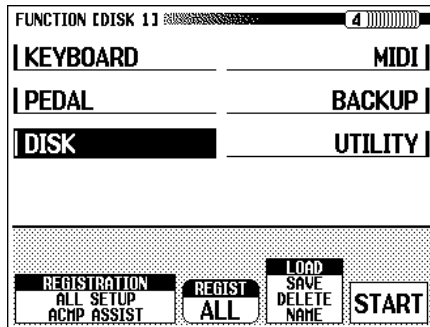 FUNCTION [DISK 1] 4
KEYBOARD MIDI
PEDAL BACKUP
DISK UTILITY
REGISTRATION
ALL SETUP
ACMP ASSIST
REGIST
ALL
LOAD
SAVE
DELETE
NAME
START